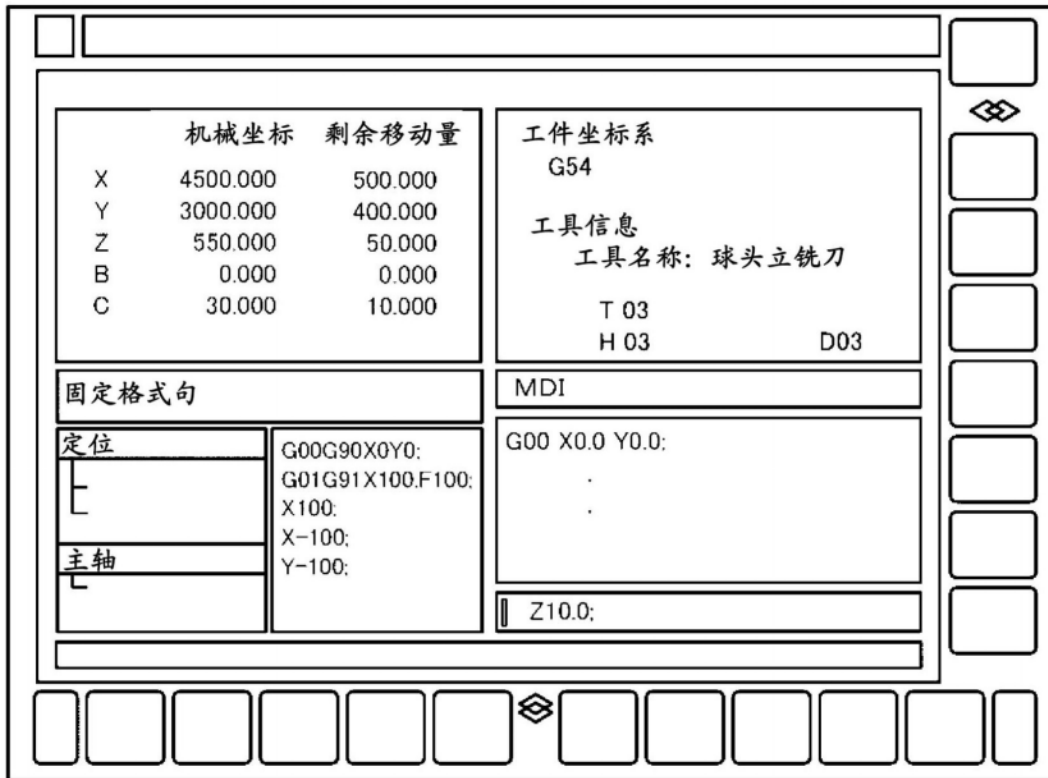 机械坐标 剩余移动量
X 4500.000 500.000
Y 3000.000 400.000
Z 550.000 50.000
B 0.000 0.000
C 30.000 10.000
工件坐标系
G54
工具信息
工具名称: 球头立铣刀
T 03
H 03 D03
固定格式句
定位
主轴
G00G90X0Y0;
G01G91X100.F100;
X100;
X-100;
Y-100;
MDI
G00 X0.0 Y0.0;
.
.
Z10.0;